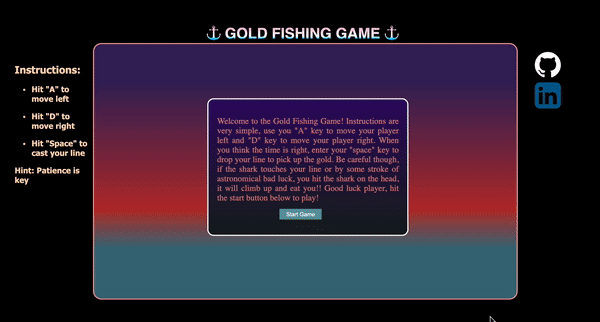 ⚓ GOLD FISHING GAME ⚓
Instructions:
• Hit "A" to
move left
• Hit "D" to
move right
• Hit "Space" to
cast your line
Hint: Patience is
key
Welcome to the Gold Fishing Game! Instructions are
very simple, use you "A" key to move your player
left and "D" key to move your player right. When
you think the time is right, enter your "space" key to
drop your line to pick up the gold. Be careful though,
if the shark touches your line or by some stroke of
astronomical bad luck, you hit the shark on the head,
it will climb up and eat you!! Good luck player, hit
the start button below to play!
Start Game
in